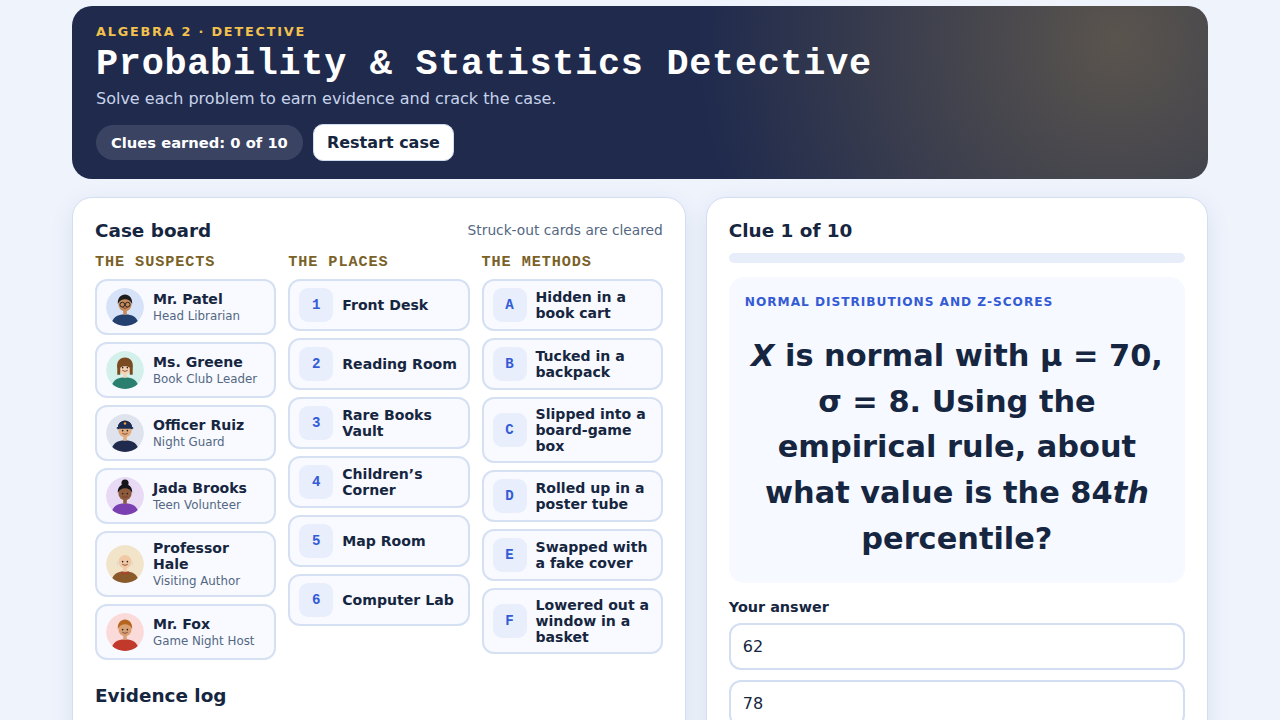 ALGEBRA 2 · DETECTIVE
Probability & Statistics Detective
Solve each problem to earn evidence and crack the case.
Clues earned: 0 of 10
Restart case
Case board
Struck-out cards are cleared
THE SUSPECTS
Mr. Patel
Head Librarian
Ms. Greene
Book Club Leader
Officer Ruiz
Night Guard
Jada Brooks
Teen Volunteer
Professor
Hale
Visiting Author
Mr. Fox
Game Night Host
THE PLACES
1 Front Desk
2 Reading Room
3 Rare Books
Vault
4 Children’s
Corner
5 Map Room
6 Computer Lab
THE METHODS
A Hidden in a
book cart
B Tucked in a
backpack
C Slipped into a
board-game
box
D Rolled up in a
poster tube
E Swapped with
a fake cover
F Lowered out a
window in a
basket
Evidence log
Clue 1 of 10
NORMAL DISTRIBUTIONS AND Z-SCORES
X is normal with μ = 70,
σ = 8. Using the
empirical rule, about
what value is the 84th
percentile?
Your answer
62
78